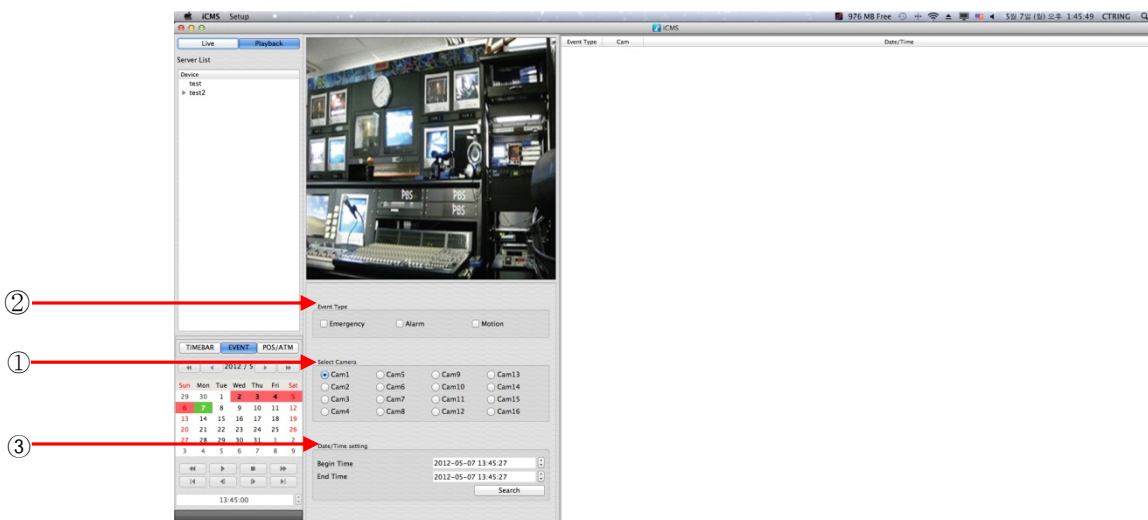 iCMS Setup
976 MB Free
5월 7일 (월) 오후 1:45:49 CTRING
iCMS
Live Playback
Server List
Device
test
test2
PBS PBS
PBS
Event Type Cam Date/Time
②
Event Type
Emergency Alarm Motion
TIMEBAR EVENT POS/ATM
①
2012 / 5
Sun Mon Tue Wed Thu Fri Sat
29 30 1 2 3 4 5
6 7 8 9 10 11 12
13 14 15 16 17 18 19
20 21 22 23 24 25 26
27 28 29 30 31 1 2
3 4 5 6 7 8 9
13:45:00
Select Camera
Cam1 Cam5 Cam9 Cam13
Cam2 Cam6 Cam10 Cam14
Cam3 Cam7 Cam11 Cam15
Cam4 Cam8 Cam12 Cam16
③
Date/Time setting
Begin Time 2012-05-07 13:45:27
End Time 2012-05-07 13:45:27
Search